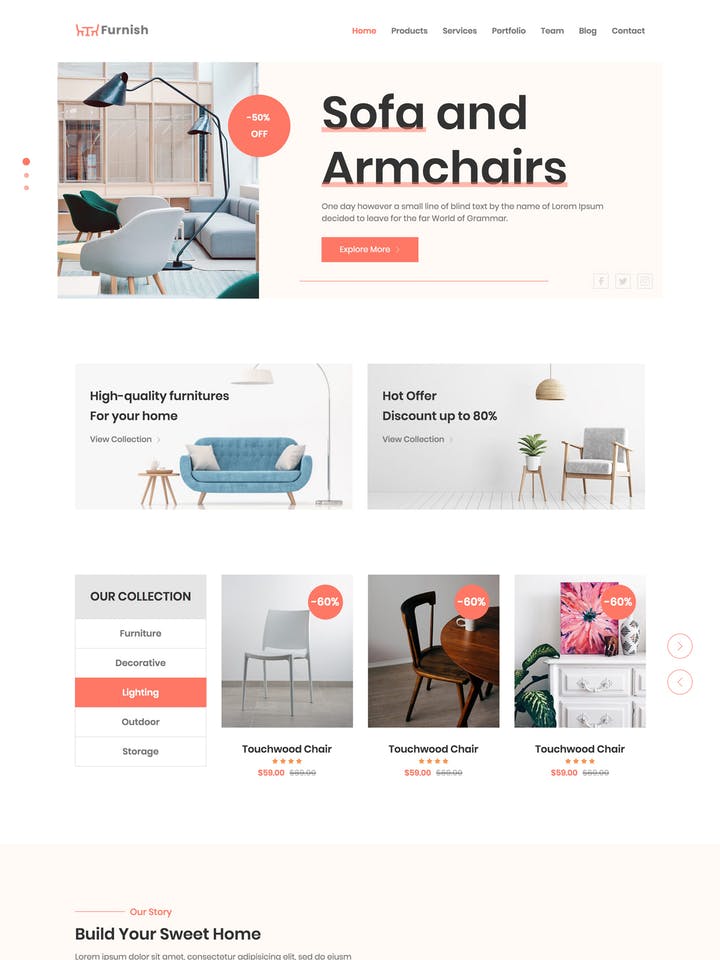 Furnish
Home Products Services Portfolio Team Blog Contact
-50%
OFF
Sofa and
Armchairs
One day however a small line of blind text by the name of Lorem Ipsum
decided to leave for the far World of Grammar.
Explore More
High-quality furnitures
For your home
View Collection
Hot Offer
Discount up to 80%
View Collection
OUR COLLECTION
Furniture
Decorative
Lighting
Outdoor
Storage
-60%
Touchwood Chair
$59.00 $89.00
-60%
Touchwood Chair
$59.00 $89.00
-60%
Touchwood Chair
$59.00 $89.00
Our Story
Build Your Sweet Home
Lorem ipsum dolor sit amet, consectetur adipisicing elit, sed do eiusm